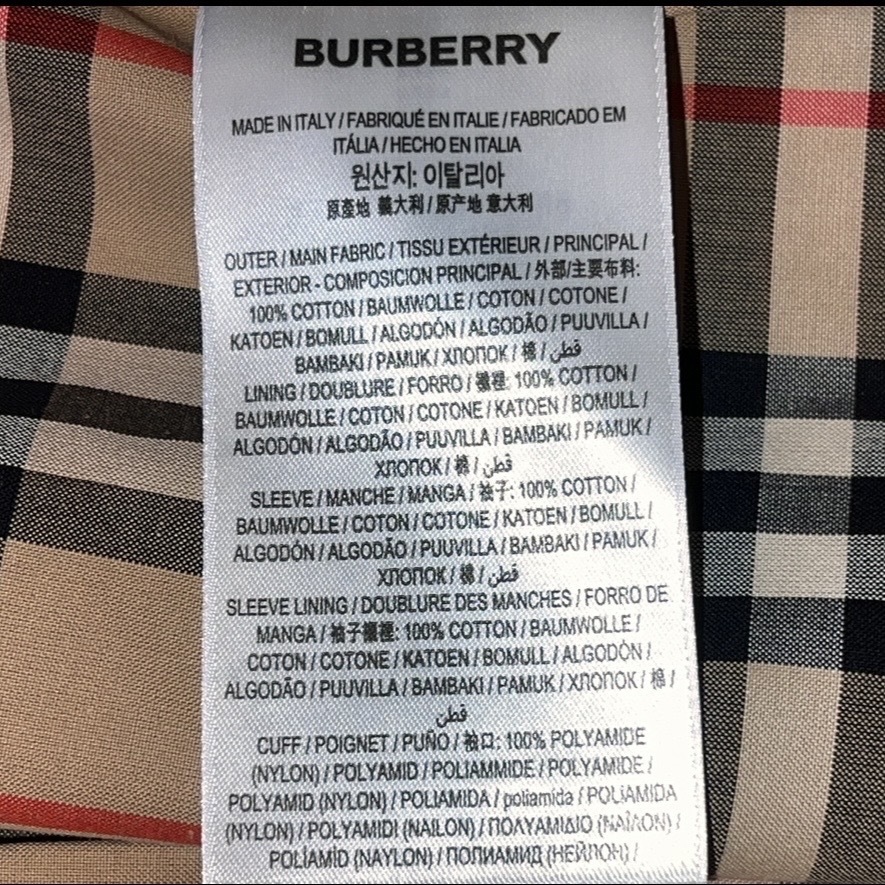 BURBERRY
MADE IN ITALY / FABRIQUÉ EN ITALIE / FABRICADO EM
ITÁLIA / HECHO EN ITALIA
원산지: 이탈리아
原產地 義大利 / 原产地 意大利
OUTER / MAIN FABRIC / TISSU EXTÉRIEUR / PRINCIPAL /
EXTERIOR - COMPOSICION PRINCIPAL / 外部/主要布料:
100% COTTON / BAUMWOLLE / COTON / COTONE /
KATOEN / BOMULL / ALGODÓN / ALGODÃO / PUUVILLA /
BAMBAKI / PAMUK / ХЛОПОК / 棉 / قطن
LINING / DOUBLURE / FORRO / 襯裡: 100% COTTON /
BAUMWOLLE / COTON / COTONE / KATOEN / BOMULL /
ALGODÓN / ALGODÃO / PUUVILLA / BAMBAKI / PAMUK /
ХЛОПОК / 棉 / قطن
SLEEVE / MANCHE / MANGA / 袖子: 100% COTTON /
BAUMWOLLE / COTON / COTONE / KATOEN / BOMULL /
ALGODÓN / ALGODÃO / PUUVILLA / BAMBAKI / PAMUK /
ХЛОПОК / 棉 / قطن
SLEEVE LINING / DOUBLURE DES MANCHES / FORRO DE
MANGA / 袖子襯裡: 100% COTTON / BAUMWOLLE /
COTON / COTONE / KATOEN / BOMULL / ALGODÓN /
ALGODÃO / PUUVILLA / BAMBAKI / PAMUK / ХЛОПОК / 棉 /
قطن
CUFF / POIGNET / PUÑO / 袖口: 100% POLYAMIDE
(NYLON) / POLYAMID / POLIAMMIDE / POLYAMIDE /
POLYAMID (NYLON) / POLIAMIDA / poliamida / POLIAMIDA
(NYLON) / POLYAMIDI (NAILON) / ΠΟΛΥΑΜΙΔΙΟ (ΝΑΪΛΟΝ) /
POLİAMİD (NAYLON) / ПОЛИАМИД (НЕЙЛОН) /